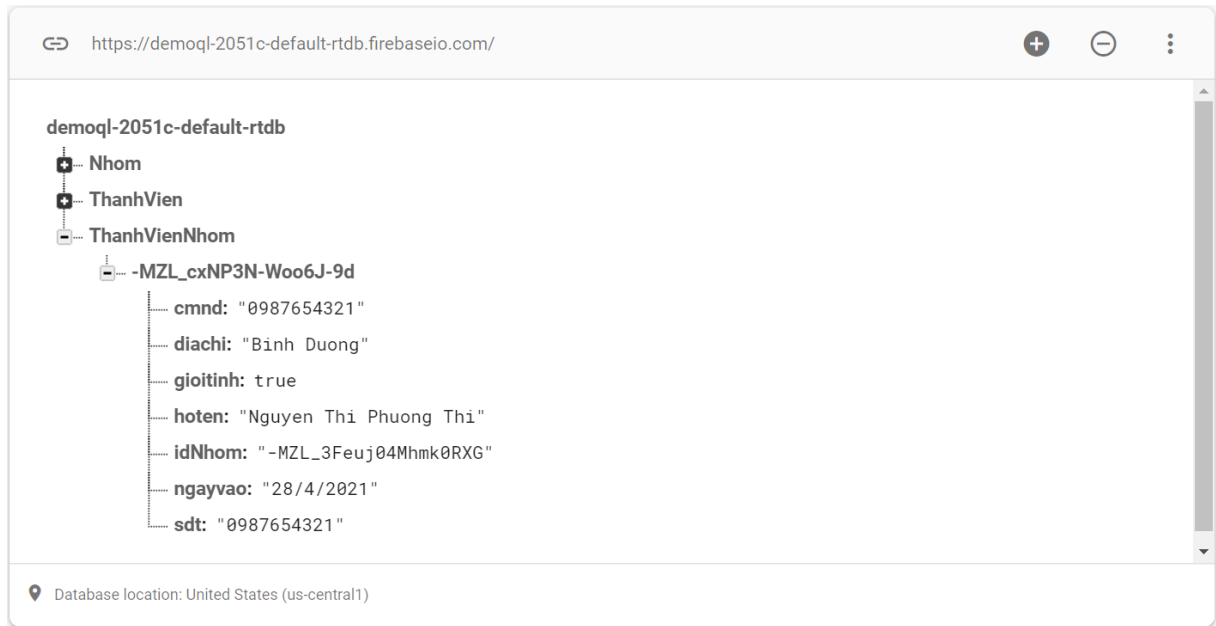 https://demoql-2051c-default-rtdb.firebaseio.com/
demoql-2051c-default-rtdb
Nhom
ThanhVien
ThanhVienNhom
-MZL_cxNP3N-Woo6J-9d
cmnd: "0987654321"
diachi: "Binh Duong"
gioitinh: true
hoten: "Nguyen Thi Phuong Thi"
idNhom: "-MZL_3Feuj04Mhmk0RXG"
ngayvao: "28/4/2021"
sdt: "0987654321"
Database location: United States (us-central1)